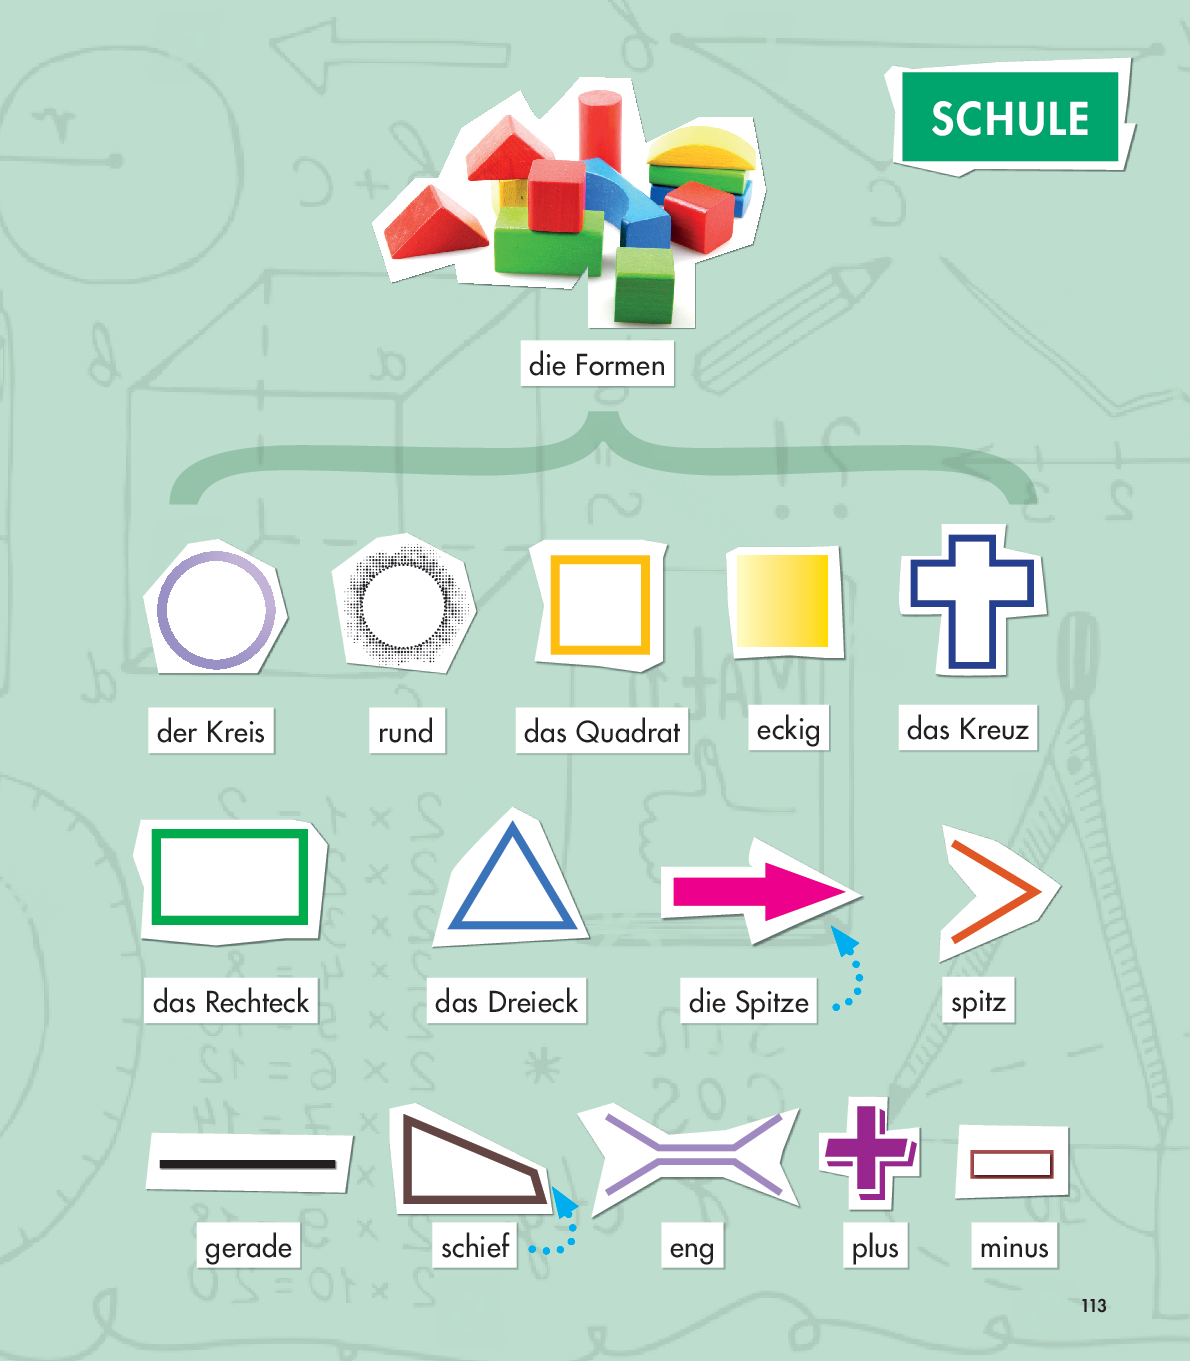 SCHULE
die Formen
der Kreis
rund
das Quadrat
eckig
das Kreuz
das Rechteck
das Dreieck
die Spitze
spitz
gerade
schief
eng
plus
minus
113